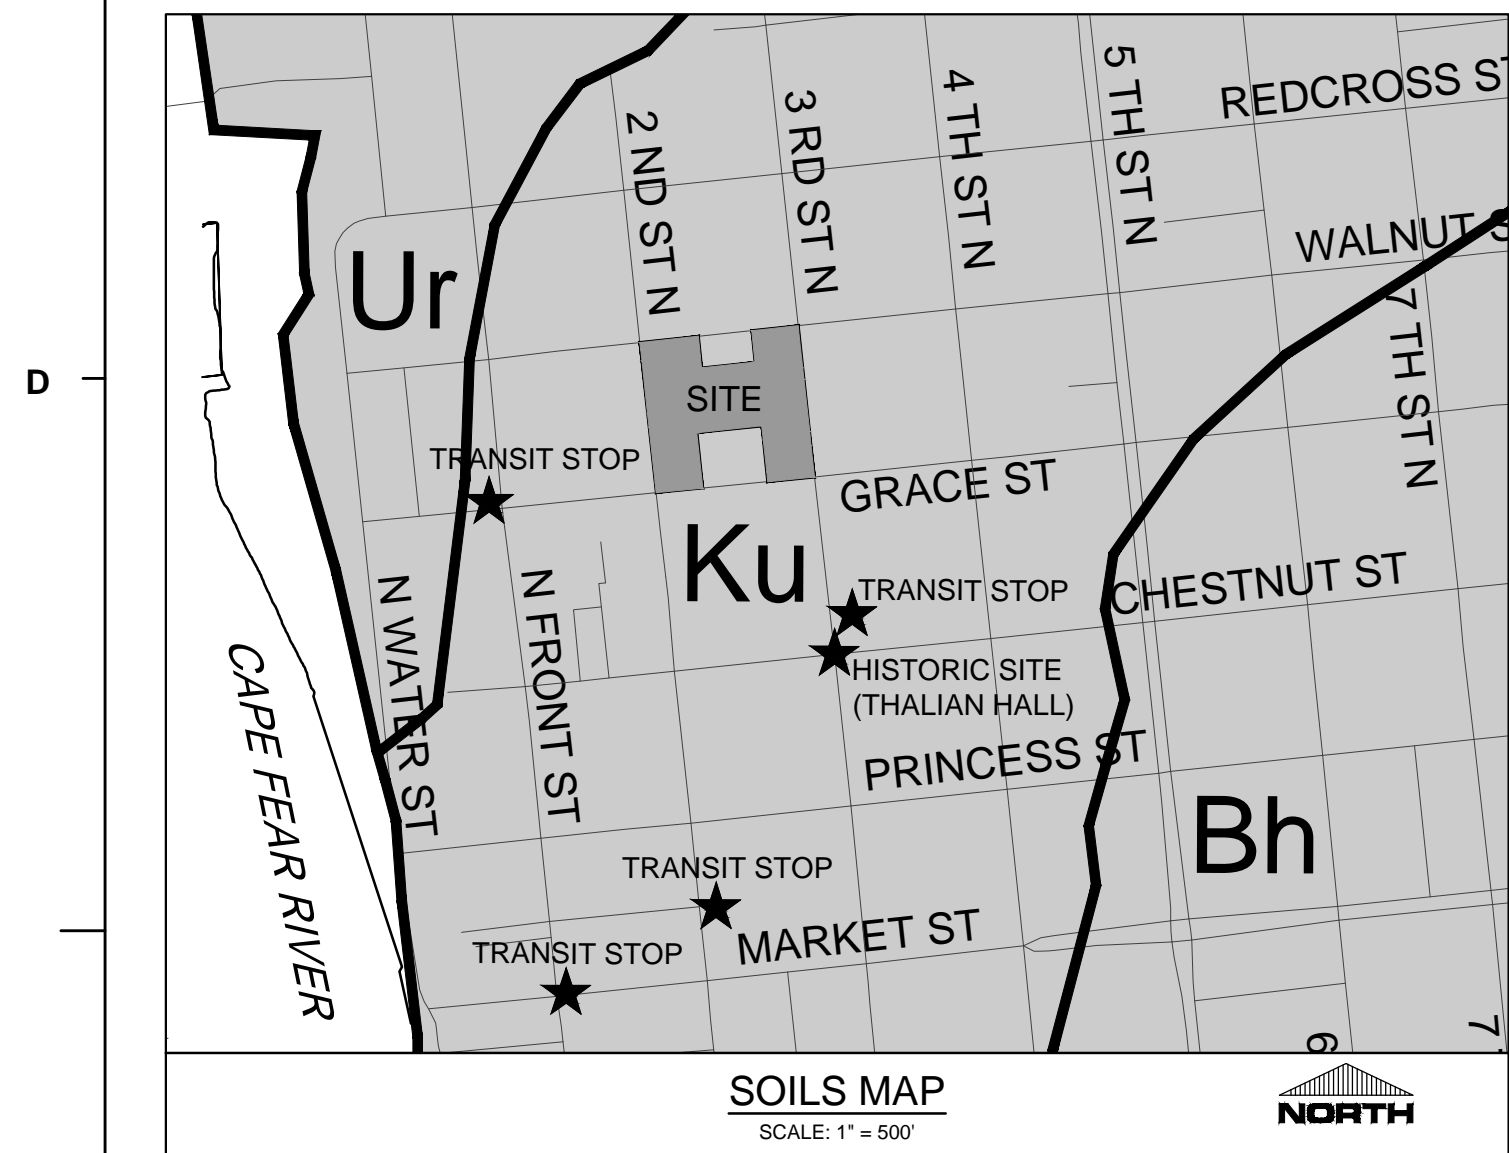 REDCROSS ST
5 TH ST N
4 TH ST N
3 RD ST N
2 ND ST N
WALNUT S
Ur
7 TH ST N
D
SITE
TRANSIT STOP
GRACE ST
Ku
CHESTNUT ST
TRANSIT STOP
N WATER ST
N FRONT ST
HISTORIC SITE
(THALIAN HALL)
CAPE FEAR RIVER
PRINCESS ST
Bh
TRANSIT STOP
MARKET ST
TRANSIT STOP
6
7
SOILS MAP
SCALE: 1" = 500'
NORTH